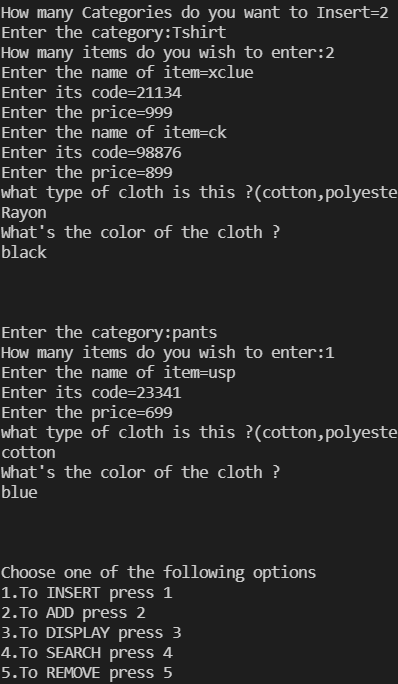 How many Categories do you want to Insert=2
Enter the category:Tshirt
How many items do you wish to enter:2
Enter the name of item=xclue
Enter its code=21134
Enter the price=999
Enter the name of item=ck
Enter its code=98876
Enter the price=899
what type of cloth is this ?(cotton,polyeste
Rayon
What's the color of the cloth ?
black
Enter the category:pants
How many items do you wish to enter:1
Enter the name of item=usp
Enter its code=23341
Enter the price=699
what type of cloth is this ?(cotton,polyeste
cotton
What's the color of the cloth ?
blue
Choose one of the following options
1.To INSERT press 1
2.To ADD press 2
3.To DISPLAY press 3
4.To SEARCH press 4
5.To REMOVE press 5